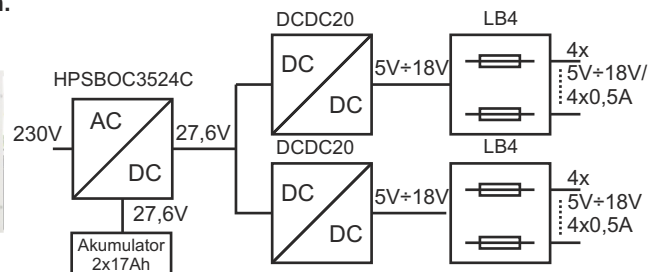 DCDC20
LB4
DC
DC
5V÷18V
4x
5V÷18V/
4x0,5A
HPSBOC3524C
230V
AC
DC
27,6V
27,6V
Akumulator
2x17Ah
DCDC20
LB4
DC
DC
5V÷18V
4x
5V÷18V
4x0,5A